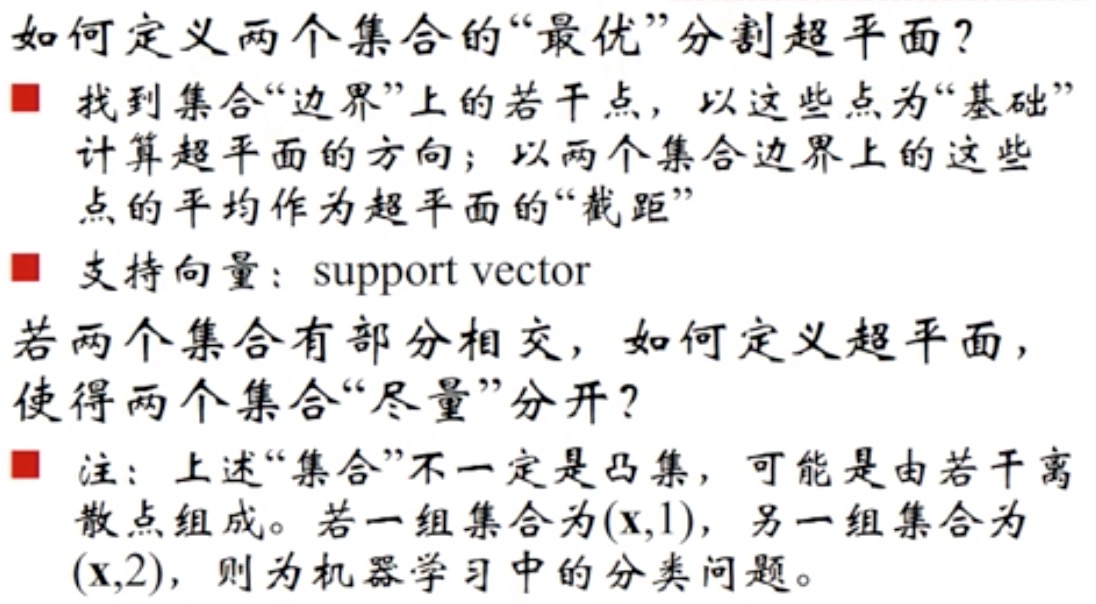 如何定义两个集合的“最优”分割超平面?
■ 找到集合“边界”上的若干点，以这些点为“基础”
计算超平面的方向；以两个集合边界上的这些
点的平均作为超平面的“截距”
■ 支持向量：support vector
若两个集合有部分相交，如何定义超平面，
使得两个集合“尽量”分开?
■ 注：上述“集合”不一定是凸集，可能是由若干离
散点组成。若一组集合为(x,1)，另一组集合为
(x,2)，则为机器学习中的分类问题。